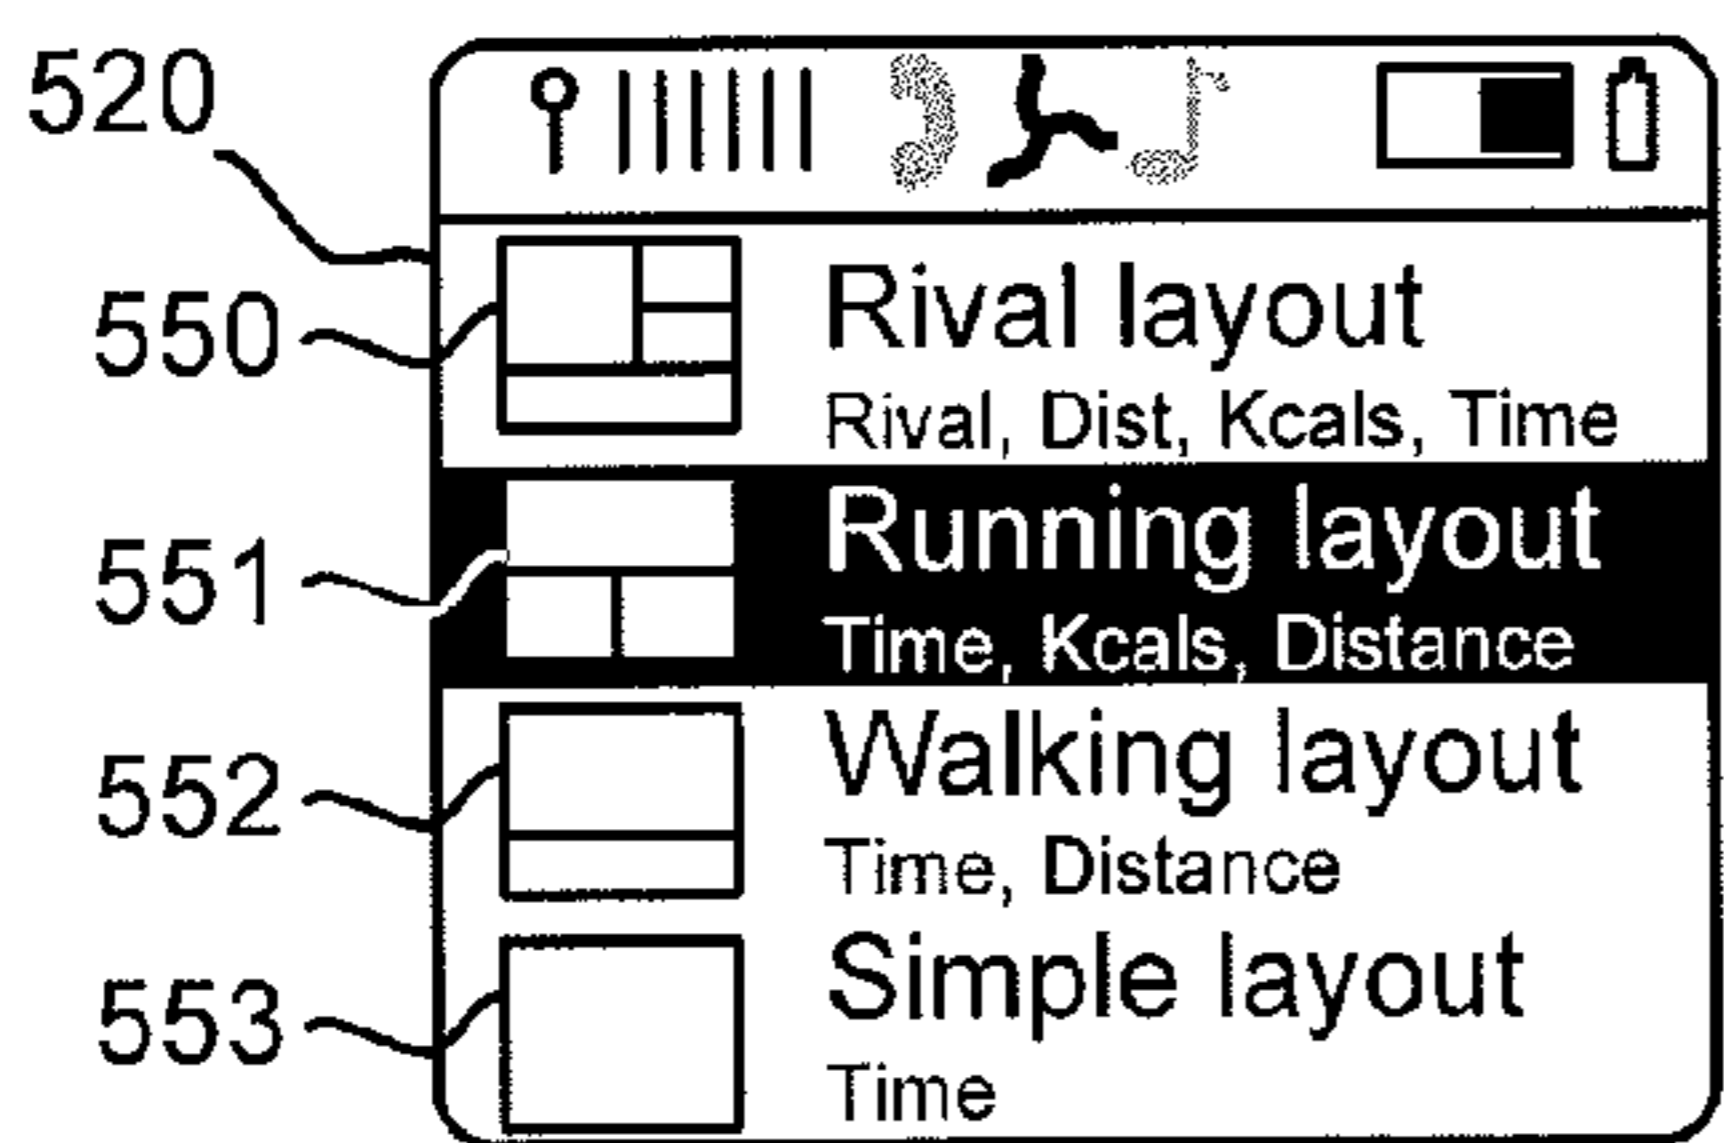 520
550
Rival layout
Rival, Dist, Kcals, Time
551
Running layout
Time, Kcals, Distance
552
Walking layout
Time, Distance
553
Simple layout
Time